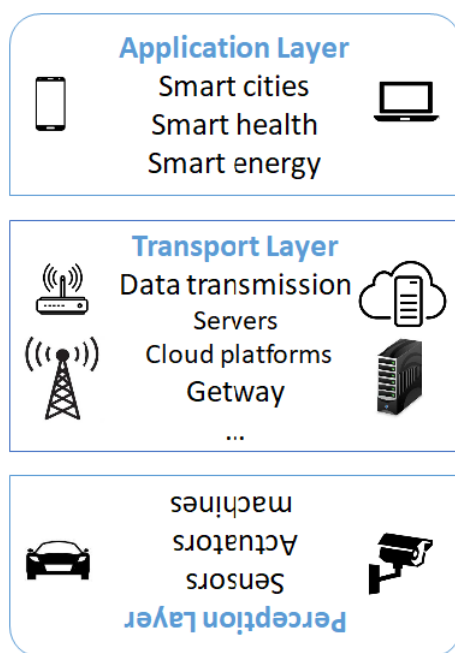 Application Layer
Smart cities
Smart health
Smart energy
Transport Layer
Data transmission
Servers
Cloud platforms
Getway
...
Perception Layer
Sensors
Actuators
machines